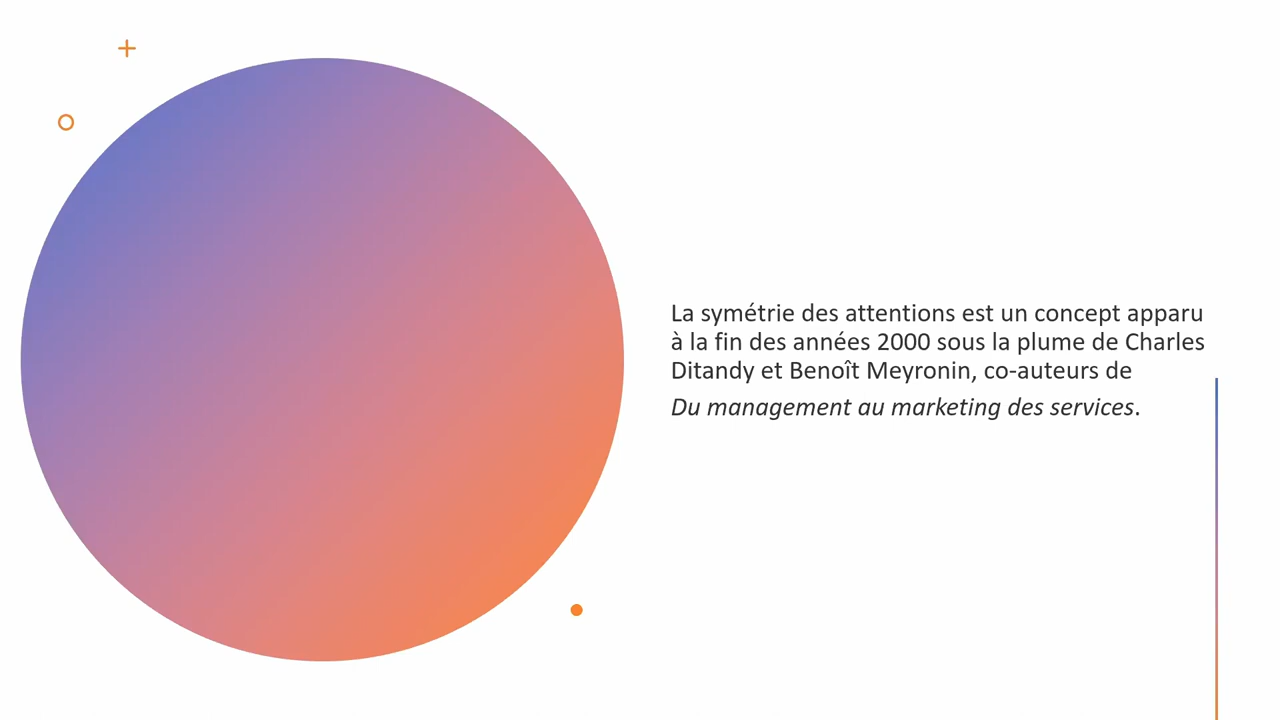 La symétrie des attentions est un concept apparu
à la fin des années 2000 sous la plume de Charles
Ditandy et Benoît Meyronin, co-auteurs de
Du management au marketing des services.